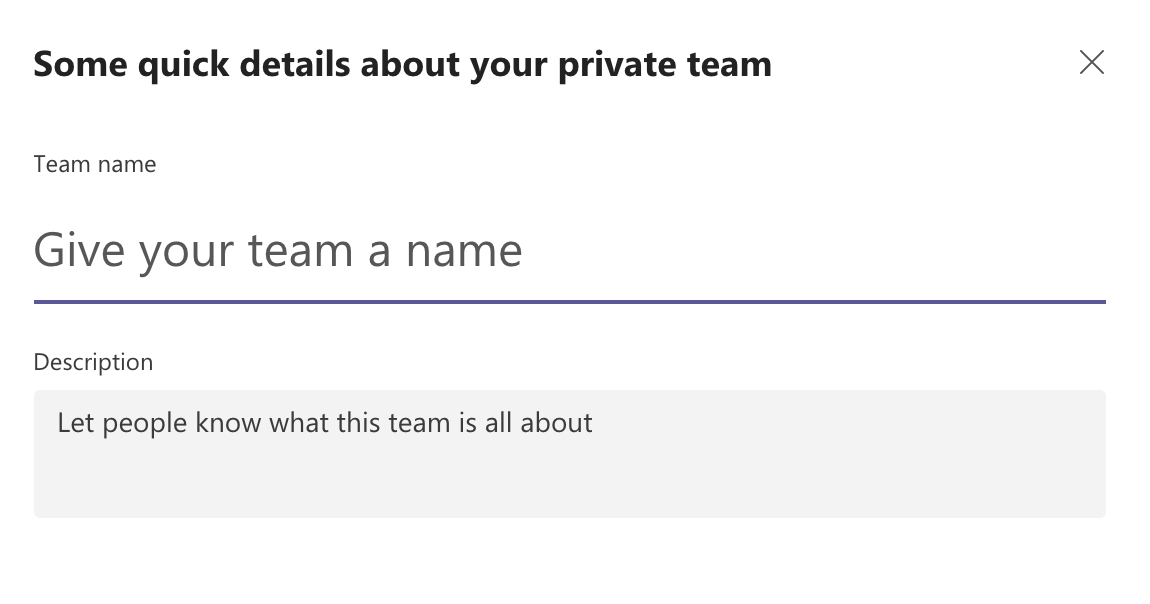 Some quick details about your private team
Team name
Give your team a name
Description
Let people know what this team is all about